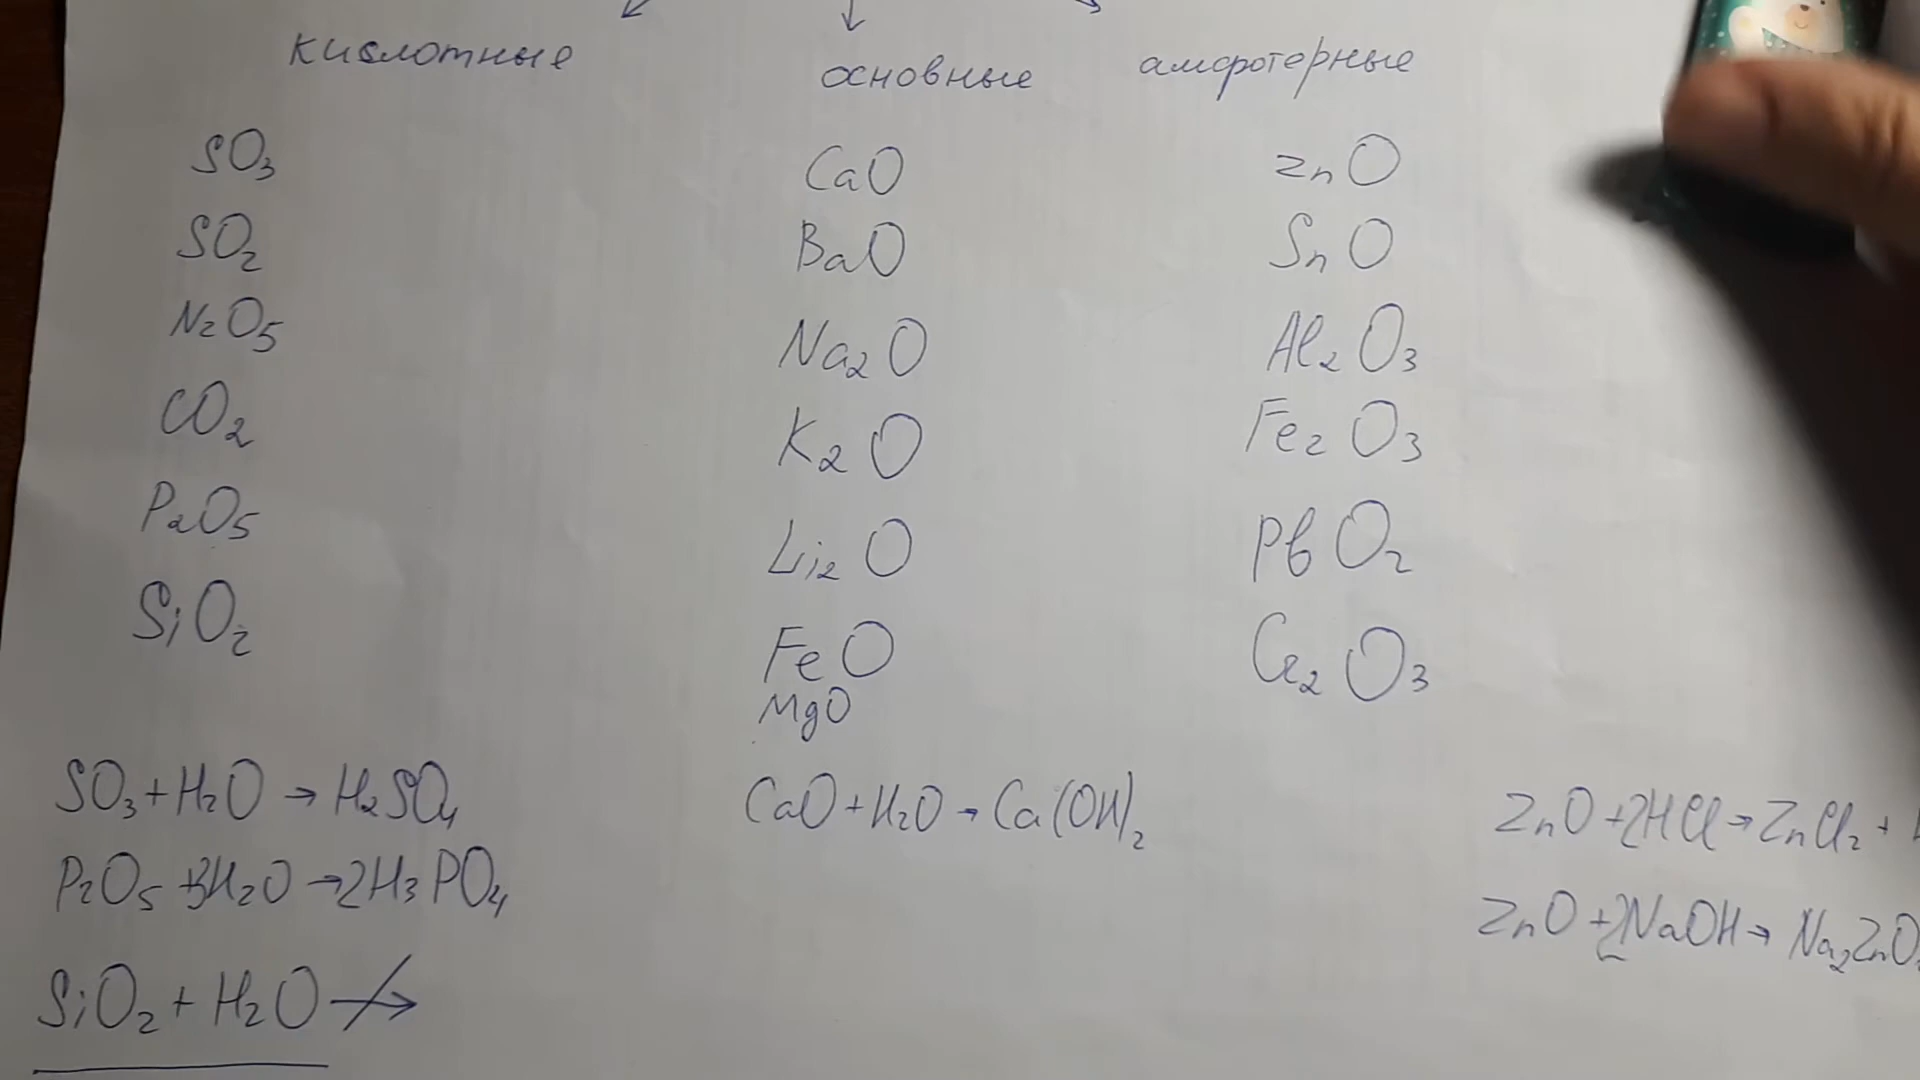 кислотные
основные
амфотерные
SO₃
CaO
ZnO
SO₂
BaO
SnO
N₂O₅
Na₂O
Al₂O₃
CO₂
K₂O
Fe₂O₃
P₂O₅
Li₂O
PbO₂
SiO₂
FeO
Cr₂O₃
MgO
SO₃+H₂O → H₂SO₄
CaO+H₂O → Ca(OH)₂
ZnO+2HCl → ZnCl₂ +
P₂O₅+3H₂O → 2H₃PO₄
ZnO+2NaOH → Na₂ZnO
SiO₂+H₂O ↛